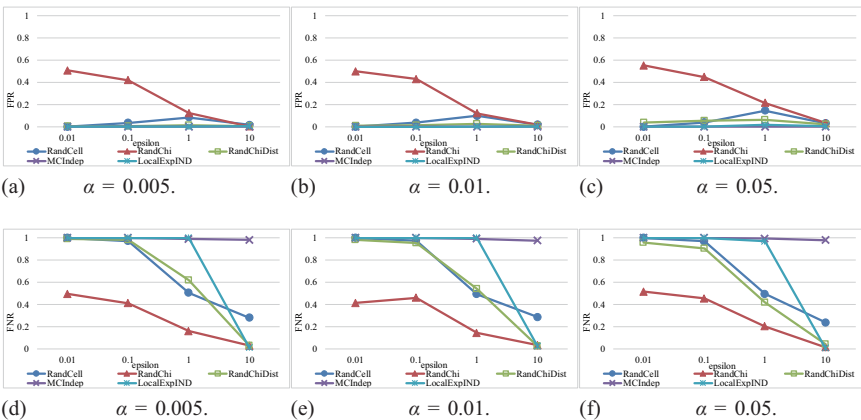 1
0.8
0.6
0.4
0.2
0
FPR
0.01 0.1 1 10
epsilon
RandCell RandChi RandChiDist
MCIndep LocalExpIND
(a) α = 0.005.
1
0.8
0.6
0.4
0.2
0
FPR
0.01 0.1 1 10
epsilon
RandCell RandChi RandChiDist
MCIndep LocalExpIND
(b) α = 0.01.
1
0.8
0.6
0.4
0.2
0
FPR
0.01 0.1 1 10
epsilon
RandCell RandChi RandChiDist
MCIndep LocalExpIND
(c) α = 0.05.
1
0.8
0.6
0.4
0.2
0
FNR
0.01 0.1 1 10
epsilon
RandCell RandChi RandChiDist
MCIndep LocalExpIND
(d) α = 0.005.
1
0.8
0.6
0.4
0.2
0
FNR
0.01 0.1 1 10
epsilon
RandCell RandChi RandChiDist
MCIndep LocalExpIND
(e) α = 0.01.
1
0.8
0.6
0.4
0.2
0
FNR
0.01 0.1 1 10
epsilon
RandCell RandChi RandChiDist
MCIndep LocalExpIND
(f) α = 0.05.